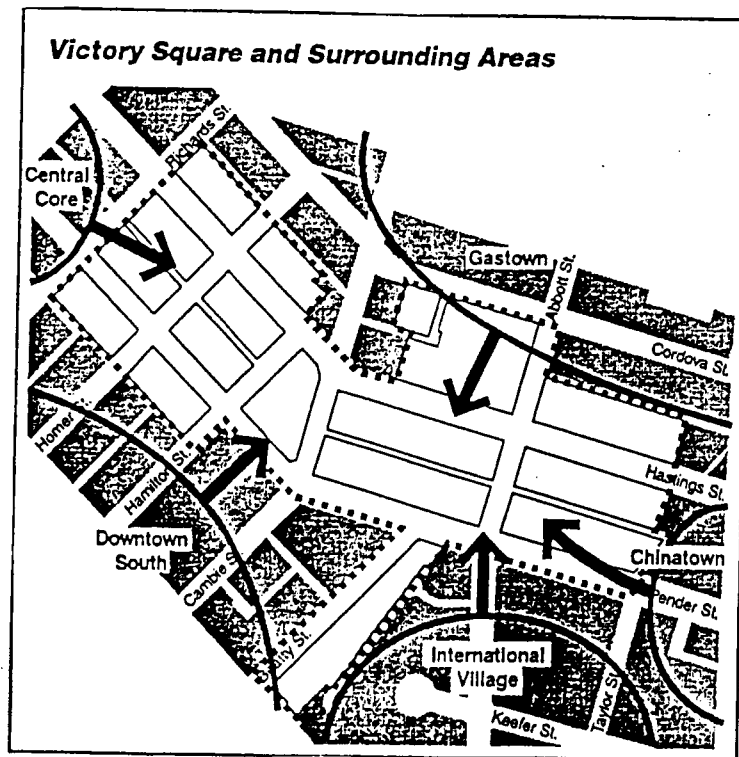 Victory Square and Surrounding Areas
Richards St.
Central
Core
Gastown
Abbott St.
Cordova St.
Homer
Hamilton St.
Hastings St.
Downtown
South
Cambie St.
Chinatown
Pender St.
International
Village
Taylor St.
Keefer St.